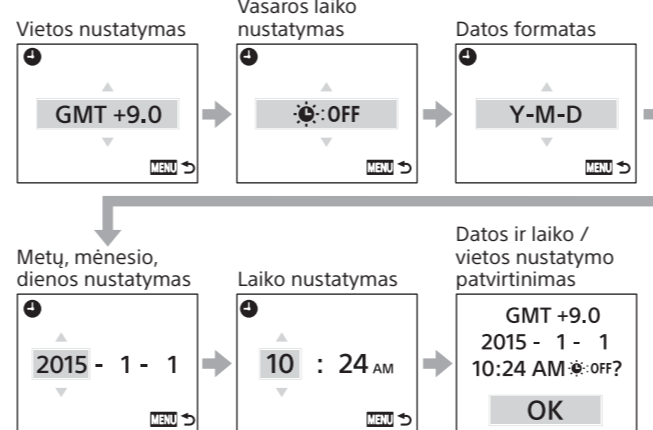 Vietos nustatymas
GMT +9.0
MENU
Vasaros laiko
nustatymas
:OFF
MENU
Datos formatas
Y-M-D
MENU
Metų, mėnesio,
dienos nustatymas
2015 - 1 - 1
MENU
Laiko nustatymas
10 : 24 AM
MENU
Datos ir laiko /
vietos nustatymo
patvirtinimas
GMT +9.0
2015 - 1 - 1
10:24 AM :OFF?
OK